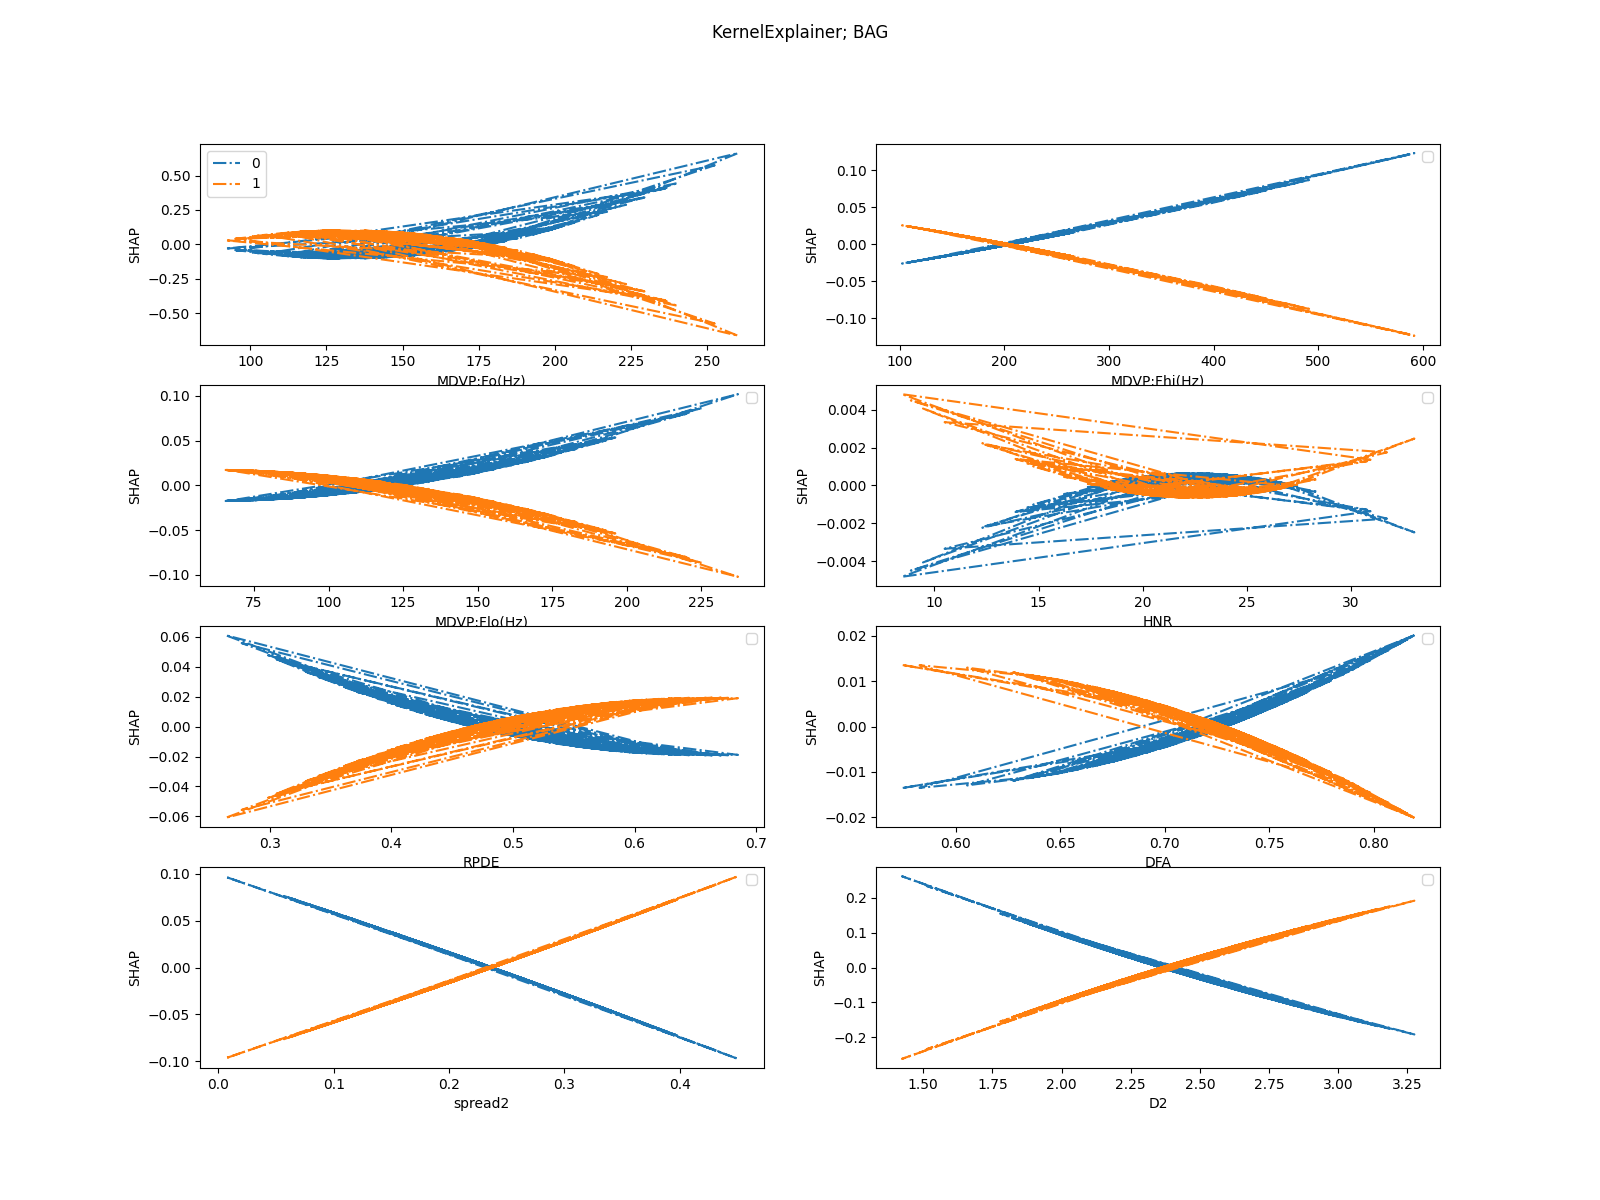 KernelExplainer; BAG
0
1
SHAP
0.50
0.25
0.00
−0.25
−0.50
100 125 150 175 200 225 250
MDVP:Fo(Hz)
SHAP
0.10
0.05
0.00
−0.05
−0.10
100 200 300 400 500 600
MDVP:Fhi(Hz)
SHAP
0.10
0.05
0.00
−0.05
−0.10
75 100 125 150 175 200 225
MDVP:Flo(Hz)
SHAP
0.004
0.002
0.000
−0.002
−0.004
10 15 20 25 30
HNR
SHAP
0.06
0.04
0.02
0.00
−0.02
−0.04
−0.06
0.3 0.4 0.5 0.6 0.7
RPDE
SHAP
0.02
0.01
0.00
−0.01
−0.02
0.60 0.65 0.70 0.75 0.80
DFA
SHAP
0.10
0.05
0.00
−0.05
−0.10
0.0 0.1 0.2 0.3 0.4
spread2
SHAP
0.2
0.1
0.0
−0.1
−0.2
1.50 1.75 2.00 2.25 2.50 2.75 3.00 3.25
D2